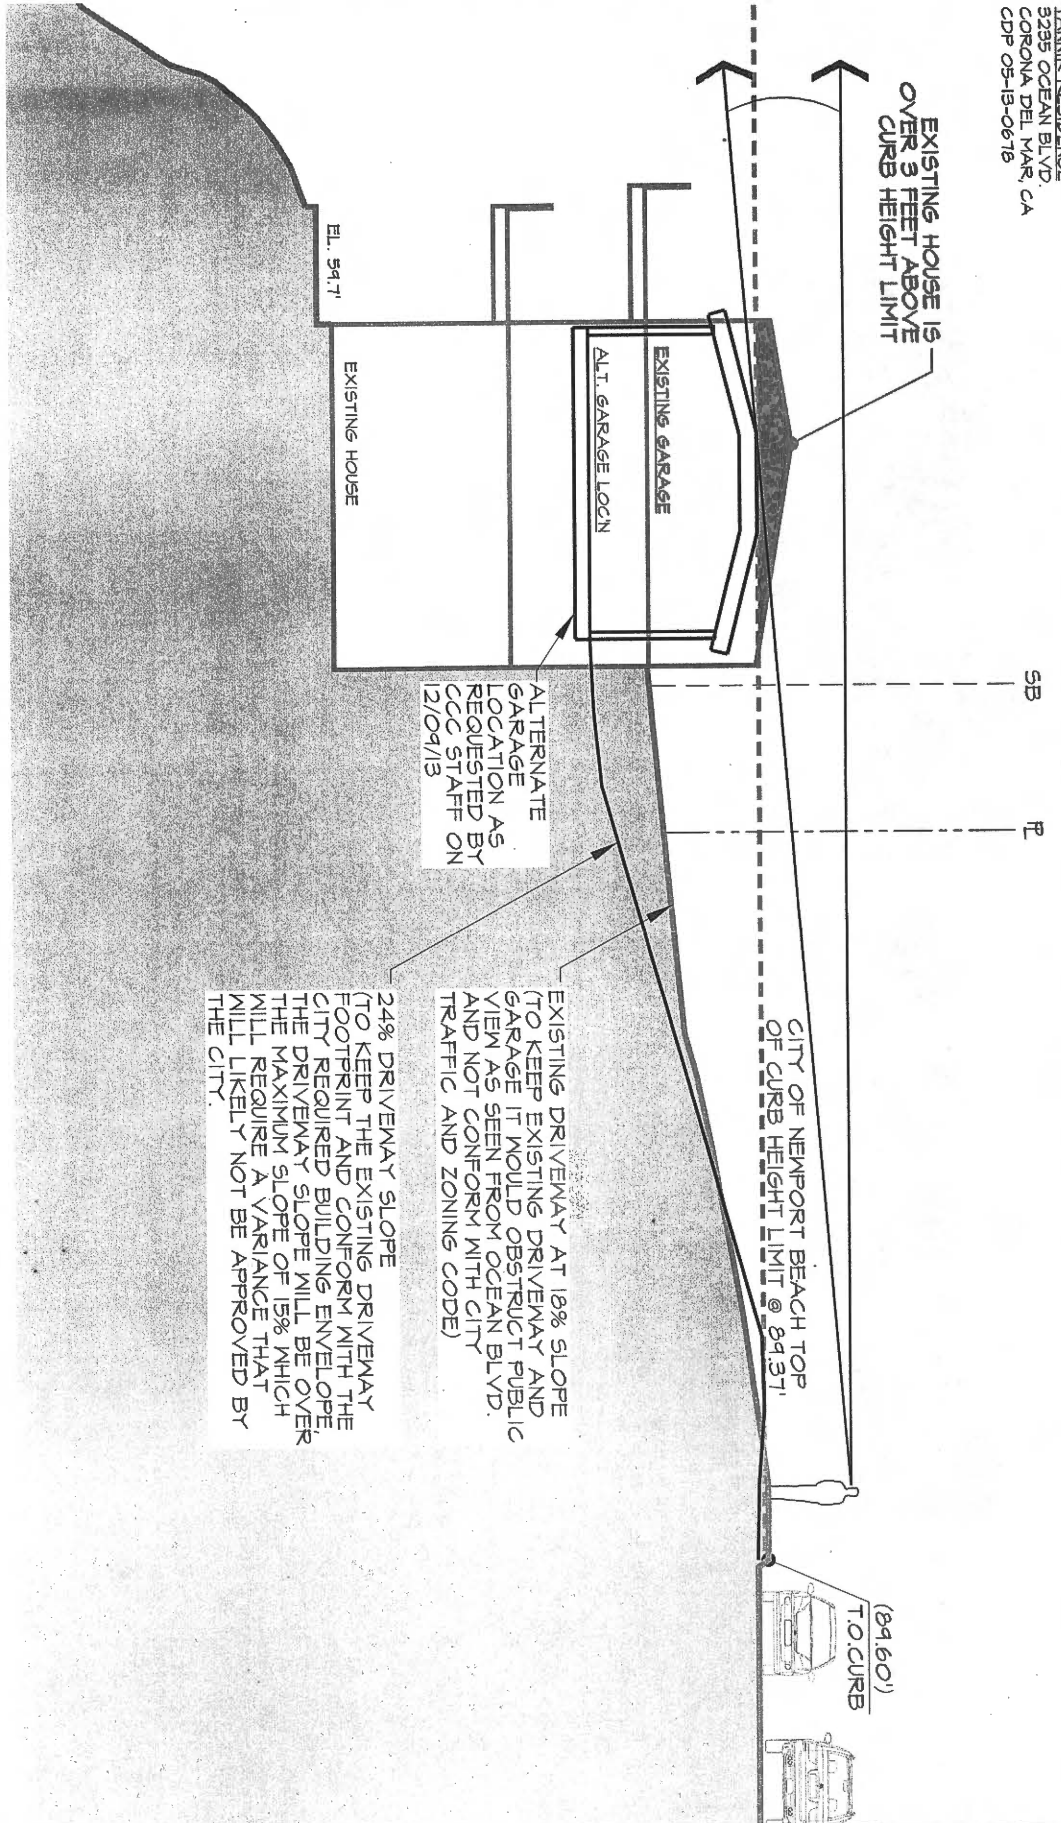 3235 OCEAN BLVD.
CORONA DEL MAR, CA
CDP 05-13-0678
EXISTING HOUSE IS
OVER 3 FEET ABOVE
CURB HEIGHT LIMIT
SB
PL
CITY OF NEWPORT BEACH TOP
OF CURB HEIGHT LIMIT @ 89.37'
(89.60')
T.O.CURB
EXISTING GARAGE
ALT. GARAGE LOC'N
EL. 59.7'
EXISTING HOUSE
ALTERNATE
GARAGE
LOCATION AS
REQUESTED BY
CCC STAFF ON
12/09/13
EXISTING DRIVEWAY AT 18% SLOPE
(TO KEEP EXISTING DRIVEWAY AND
GARAGE IT WOULD OBSTRUCT PUBLIC
VIEW AS SEEN FROM OCEAN BLVD.
AND NOT CONFORM WITH CITY
TRAFFIC AND ZONING CODE)
24% DRIVEWAY SLOPE
(TO KEEP THE EXISTING DRIVEWAY
FOOTPRINT AND CONFORM WITH THE
CITY REQUIRED BUILDING ENVELOPE,
THE DRIVEWAY SLOPE WILL BE OVER
THE MAXIMUM SLOPE OF 15% WHICH
WILL REQUIRE A VARIANCE THAT
WILL LIKELY NOT BE APPROVED BY
THE CITY.